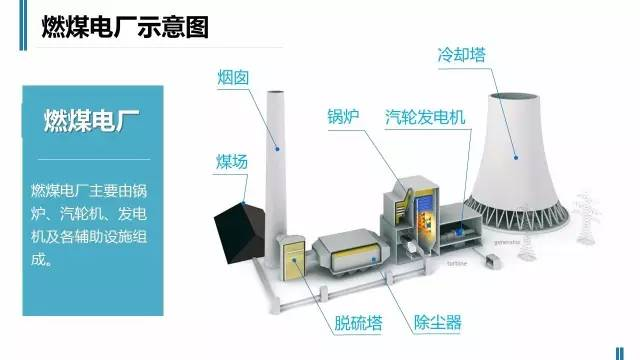 燃煤电厂示意图
冷却塔
烟囱
燃煤电厂
锅炉
汽轮发电机
煤场
燃煤电厂主要由锅
炉、汽轮机、发电
机及各辅助设施组
成。
generator
turbine
脱硫塔
除尘器